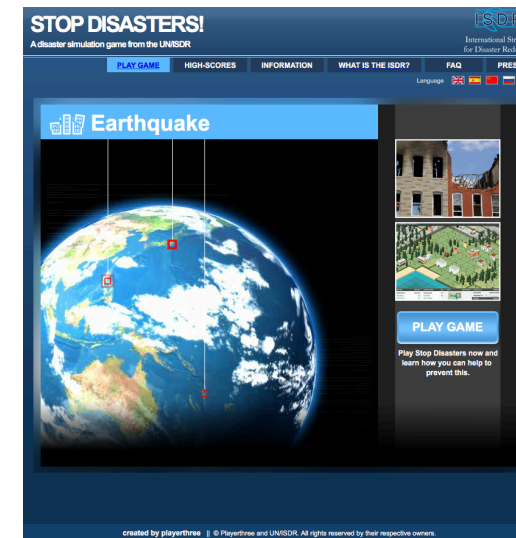 STOP DISASTERS!
A disaster simulation game from the UN/ISDR
ISDR
International Str
for Disaster Red
PLAY GAME HIGH-SCORES INFORMATION WHAT IS THE ISDR? FAQ PRES
Language
Earthquake
PLAY GAME
Play Stop Disasters now and
learn how you can help to
prevent this.
created by playerthree || © Playerthree and UN/ISDR. All rights reserved by their respective owners.